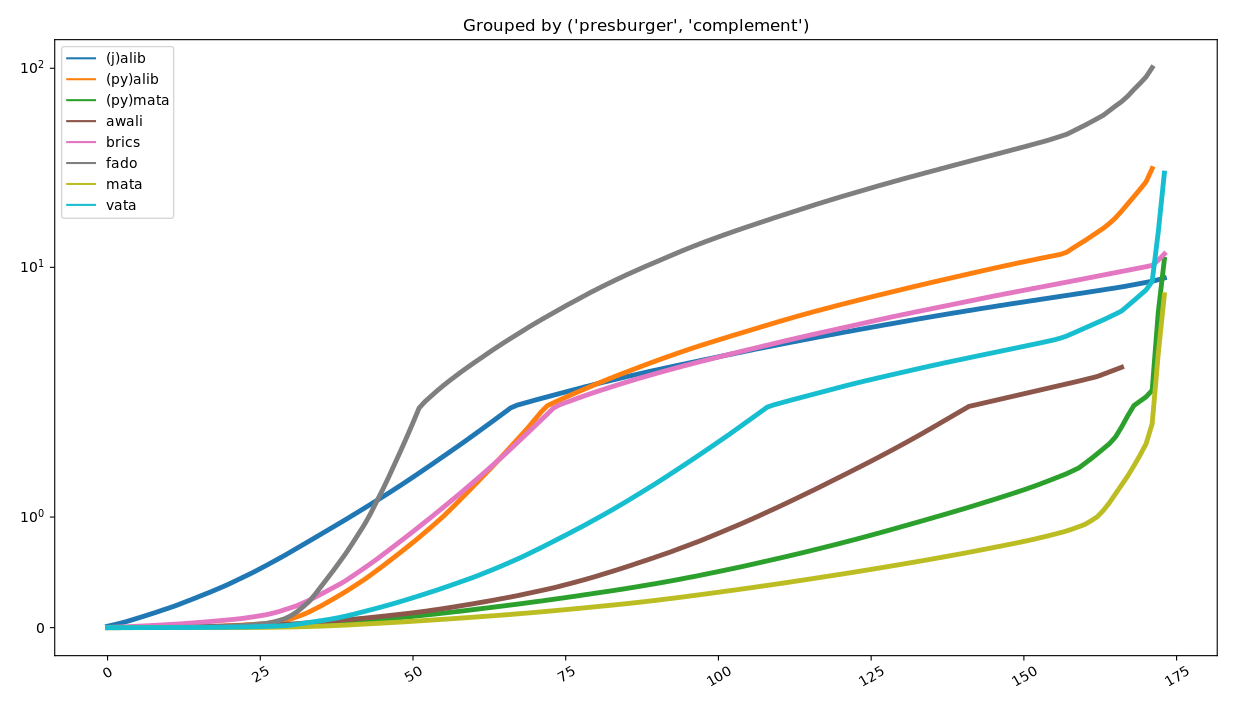 Grouped by ('presburger', 'complement')
(j)alib
(py)alib
(py)mata
awali
brics
fado
mata
vata
10²
10¹
10⁰
0
0
25
50
75
100
125
150
175